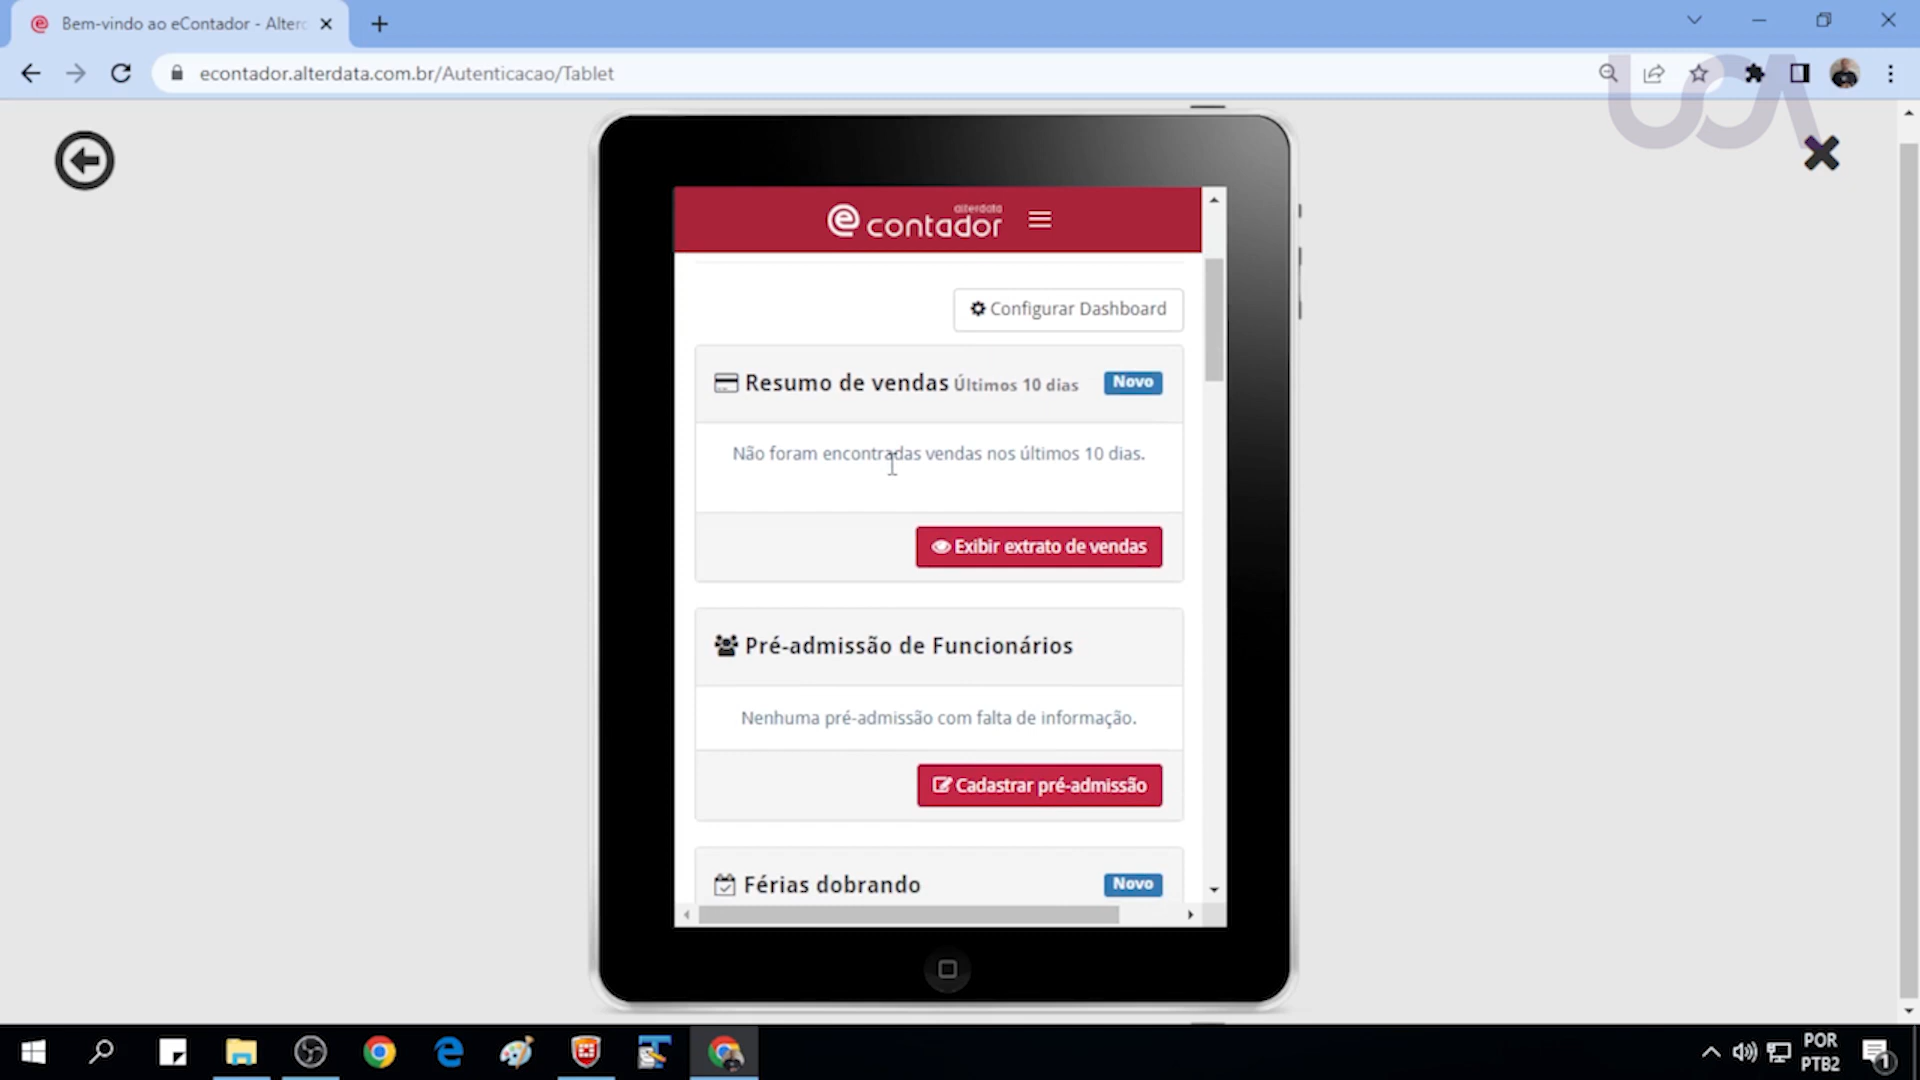 Bem-vindo ao eContador - Alterc
econtador.alterdata.com.br/Autenticacao/Tablet
UCA
alterdata
e contador
Configurar Dashboard
Resumo de vendas Últimos 10 dias Novo
Não foram encontradas vendas nos últimos 10 dias.
Exibir extrato de vendas
Pré-admissão de Funcionários
Nenhuma pré-admissão com falta de informação.
Cadastrar pré-admissão
Férias dobrando Novo
POR
PTB2
1